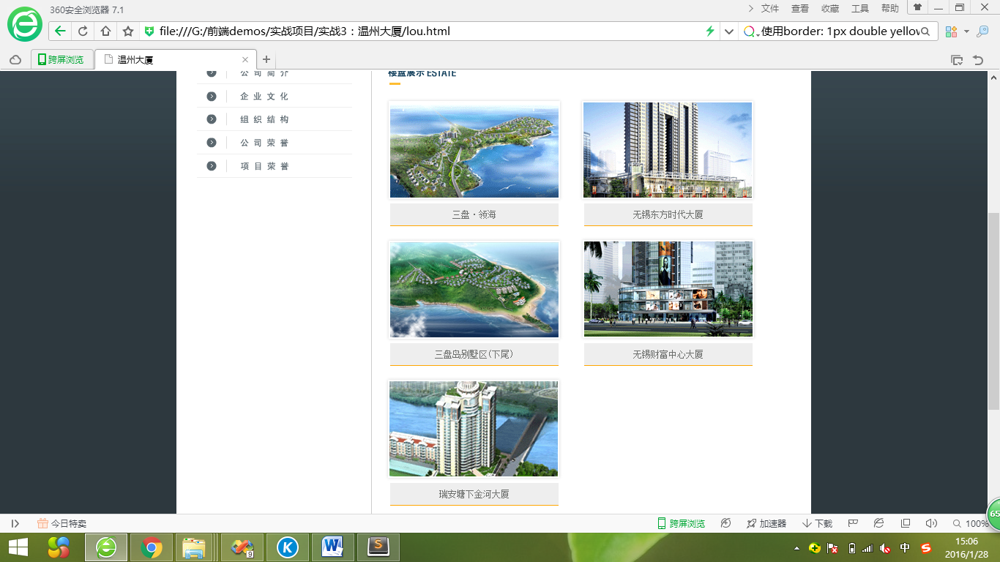 360安全浏览器 7.1
文件 查看 收藏 工具 帮助
file:///G:/前端demos/实战项目/实战3：温州大厦/lou.html
使用border: 1px double yellow
跨屏浏览
温州大厦
公司简介
企业文化
组织结构
公司荣誉
项目荣誉
楼盘展示 ESTATE
三盘·领海
无锡东方时代大厦
三盘岛别墅区(下尾)
无锡财富中心大厦
瑞安塘下金河大厦
今日特卖
跨屏浏览
加速器
下载
100%
65
9
中
15:06
2016/1/28